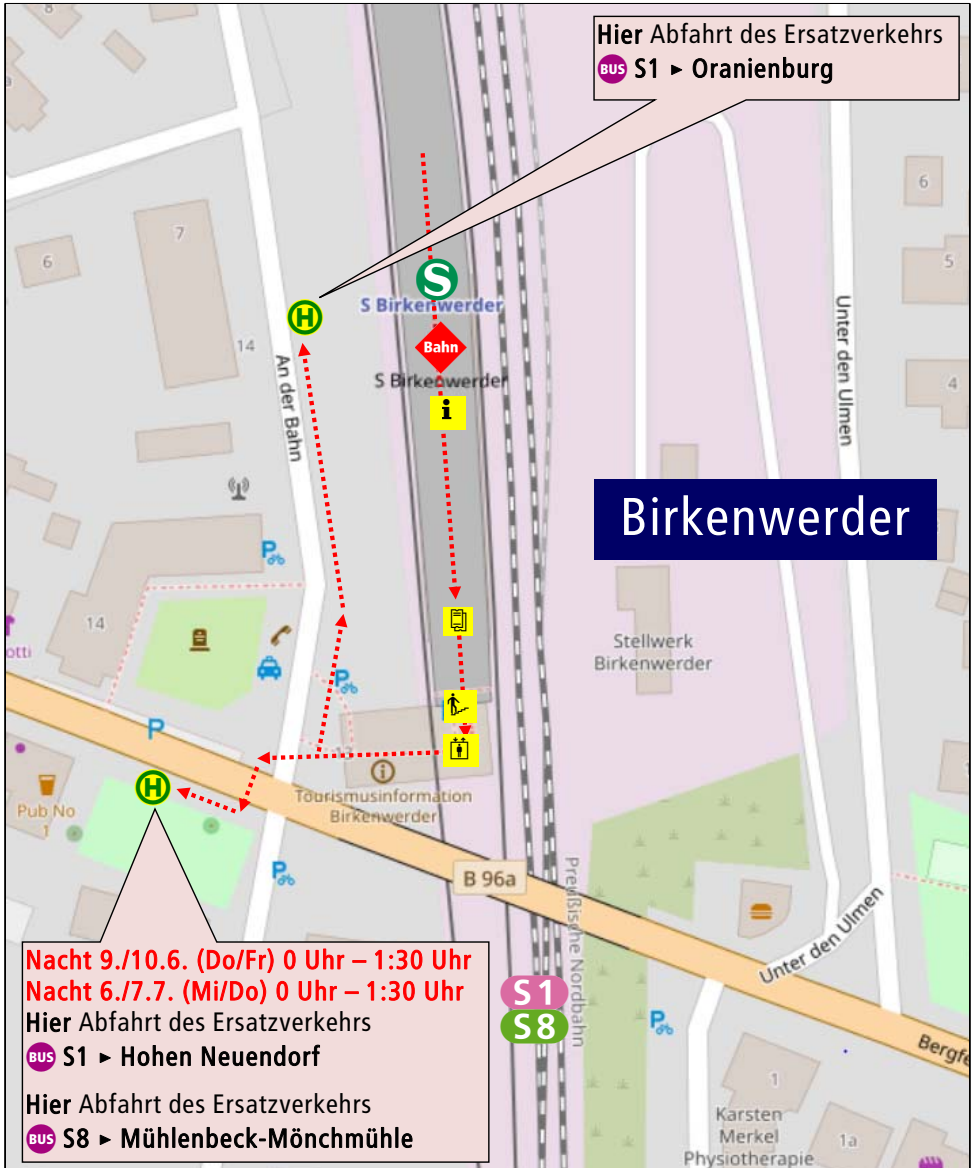 Hier Abfahrt des Ersatzverkehrs
BUS S1 ► Oranienburg
8
6
7
6
5
14
4
S
S Birkenwerder
H
Bahn
S Birkenwerder
i
An der Bahn
Unter den Ulmen
Birkenwerder
14
otti
Stellwerk
Birkenwerder
P
P
P
13
H
Pub No
1
i
Tourismusinformation
Birkenwerder
P
B 96a
Preußische Nordbahn
Unter den Ulmen
Nacht 9./10.6. (Do/Fr) 0 Uhr – 1:30 Uhr
Nacht 6./7.7. (Mi/Do) 0 Uhr – 1:30 Uhr
Hier Abfahrt des Ersatzverkehrs
BUS S1 ► Hohen Neuendorf
Hier Abfahrt des Ersatzverkehrs
BUS S8 ► Mühlenbeck-Mönchmühle
S1
S8
P
Bergfe
1
1a
Karsten
Merkel
Physiotherapie